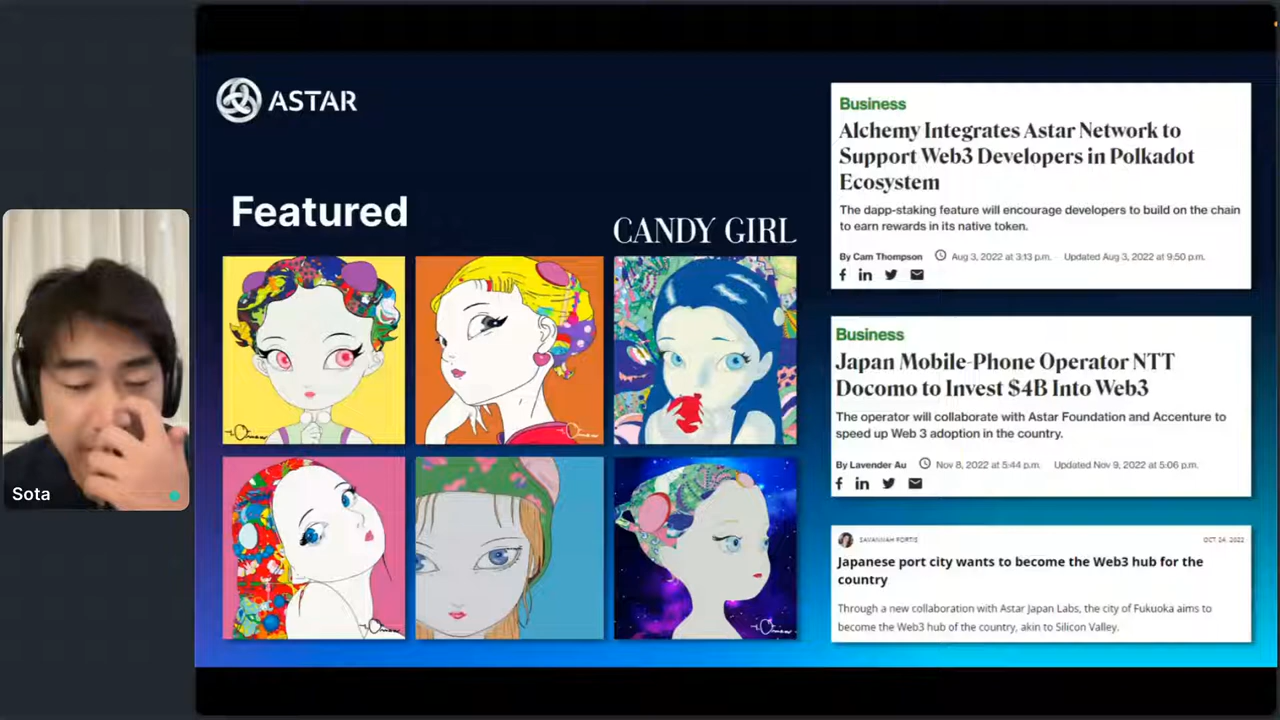 ASTAR
Featured
CANDY GIRL
Sota
Business
Alchemy Integrates Astar Network to
Support Web3 Developers in Polkadot
Ecosystem
The dapp-staking feature will encourage developers to build on the chain
to earn rewards in its native token.
By Cam Thompson Aug 3, 2022 at 3:13 p.m. Updated Aug 3, 2022 at 9:50 p.m.
Business
Japan Mobile-Phone Operator NTT
Docomo to Invest $4B Into Web3
The operator will collaborate with Astar Foundation and Accenture to
speed up Web 3 adoption in the country.
By Lavender Au Nov 8, 2022 at 5:44 p.m. Updated Nov 9, 2022 at 5:06 p.m.
SAVANNAH FORTIS OCT 24, 2022
Japanese port city wants to become the Web3 hub for the
country
Through a new collaboration with Astar Japan Labs, the city of Fukuoka aims to
become the Web3 hub of the country, akin to Silicon Valley.